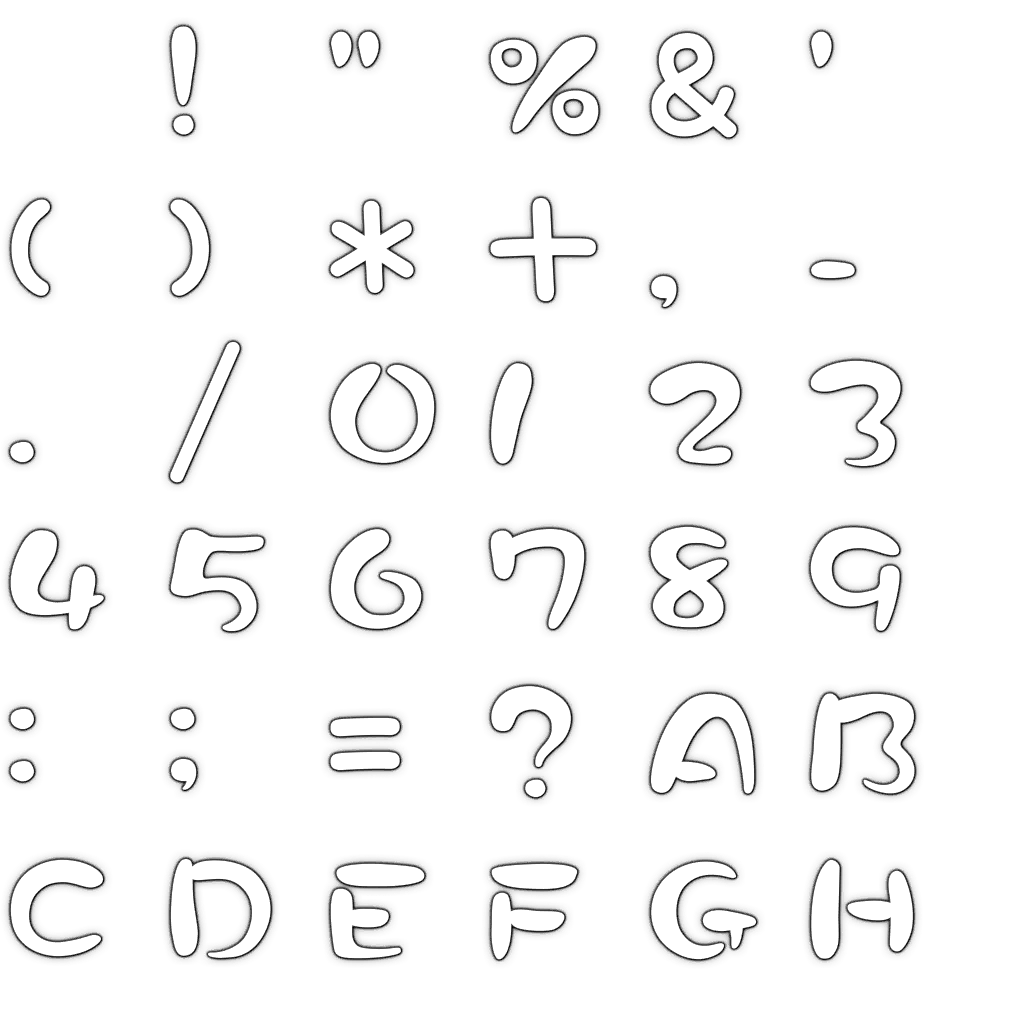 ! " % & '
( ) * + , -
. / 0 1 2 3
4 5 6 7 8 9
: ; = ? A B
C D E F G H